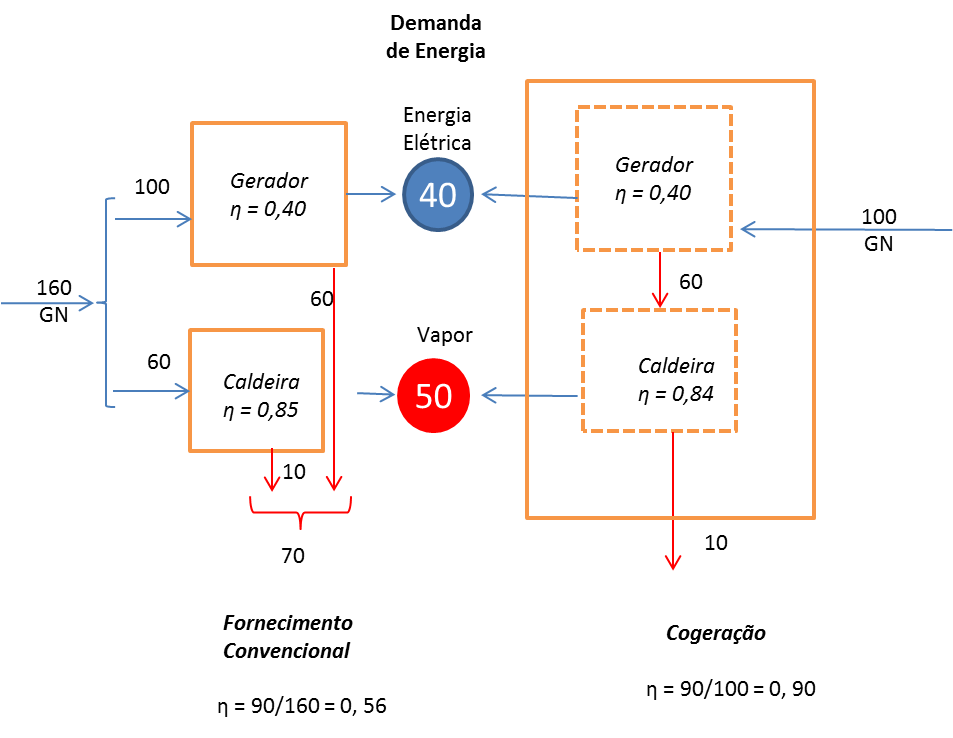 Demanda
de Energia
Energia
Elétrica
40
Gerador
η = 0,40
100
160
GN
60
Caldeira
η = 0,85
60
10
70
Vapor
50
Gerador
η = 0,40
100
GN
60
Caldeira
η = 0,84
10
Fornecimento
Convencional
η = 90/160 = 0, 56
Cogeração
η = 90/100 = 0, 90